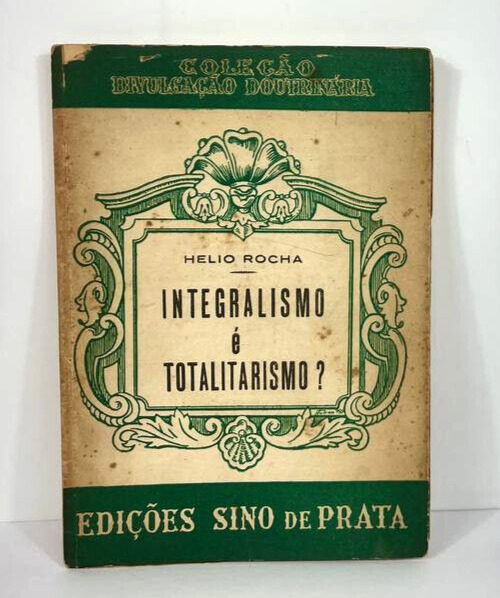 COLEÇÃO
DIVULGAÇÃO DOUTRINÁRIA
HELIO ROCHA
INTEGRALISMO
é
TOTALITARISMO?
EDIÇÕES SINO DE PRATA